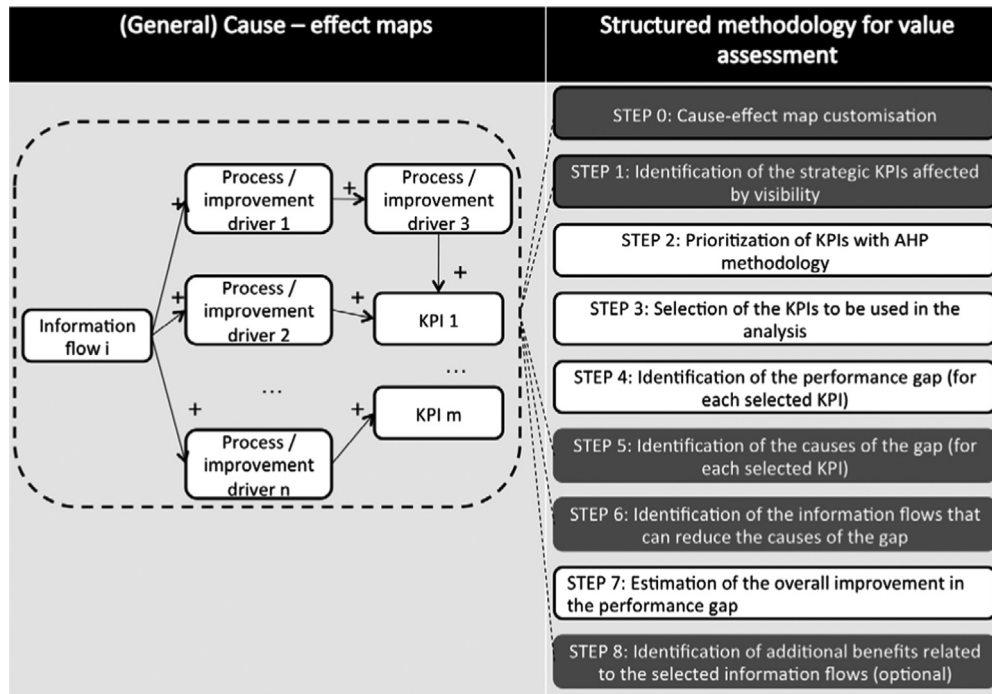 (General) Cause – effect maps
Structured methodology for value
assessment
Process /
improvement
driver 1
+
+
Process /
improvement
driver 3
+
Information
flow i
+
Process /
improvement
driver 2
+
KPI 1
...
...
+
Process /
improvement
driver n
+
KPI m
STEP 0: Cause-effect map customisation
STEP 1: Identification of the strategic KPIs affected
by visibility
STEP 2: Prioritization of KPIs with AHP
methodology
STEP 3: Selection of the KPIs to be used in the
analysis
STEP 4: Identification of the performance gap (for
each selected KPI)
STEP 5: Identification of the causes of the gap (for
each selected KPI)
STEP 6: Identification of the information flows that
can reduce the causes of the gap
STEP 7: Estimation of the overall improvement in
the performance gap
STEP 8: Identification of additional benefits related
to the selected information flows (optional)